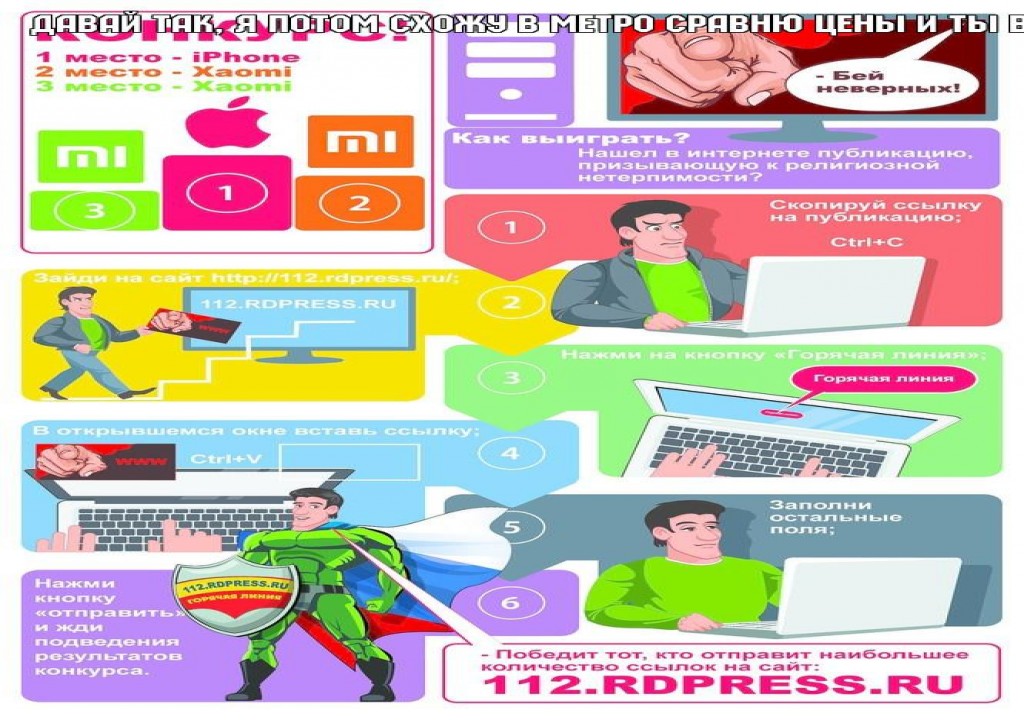 ДАВАЙ ТАК, Я ПОТОМ СХОЖУ В МЕТРО СРАВНЮ ЦЕНЫ И ТЫ В
КОНКУРС!
1 место - iPhone
2 место - Xaomi
3 место - Xaomi
3
1
2
- Бей
неверных!
Как выиграть?
Нашел в интернете публикацию,
призывающую к религиозной
нетерпимости?
1
Скопируй ссылку
на публикацию;
Ctrl+C
Зайди на сайт http://112.rdpress.ru/;
112.RDPRESS.RU
www
2
3
Нажми на кнопку «Горячая линия»;
Горячая линия
В открывшемся окне вставь ссылку;
www
Ctrl+V
4
5
Заполни
остальные
поля;
Нажми
кнопку
«отправить»
и жди
подведения
результатов
конкурса.
112.RDPRESS.RU
ГОРЯЧАЯ ЛИНИЯ
6
- Победит тот, кто отправит наибольшее
количество ссылок на сайт:
112.RDPRESS.RU